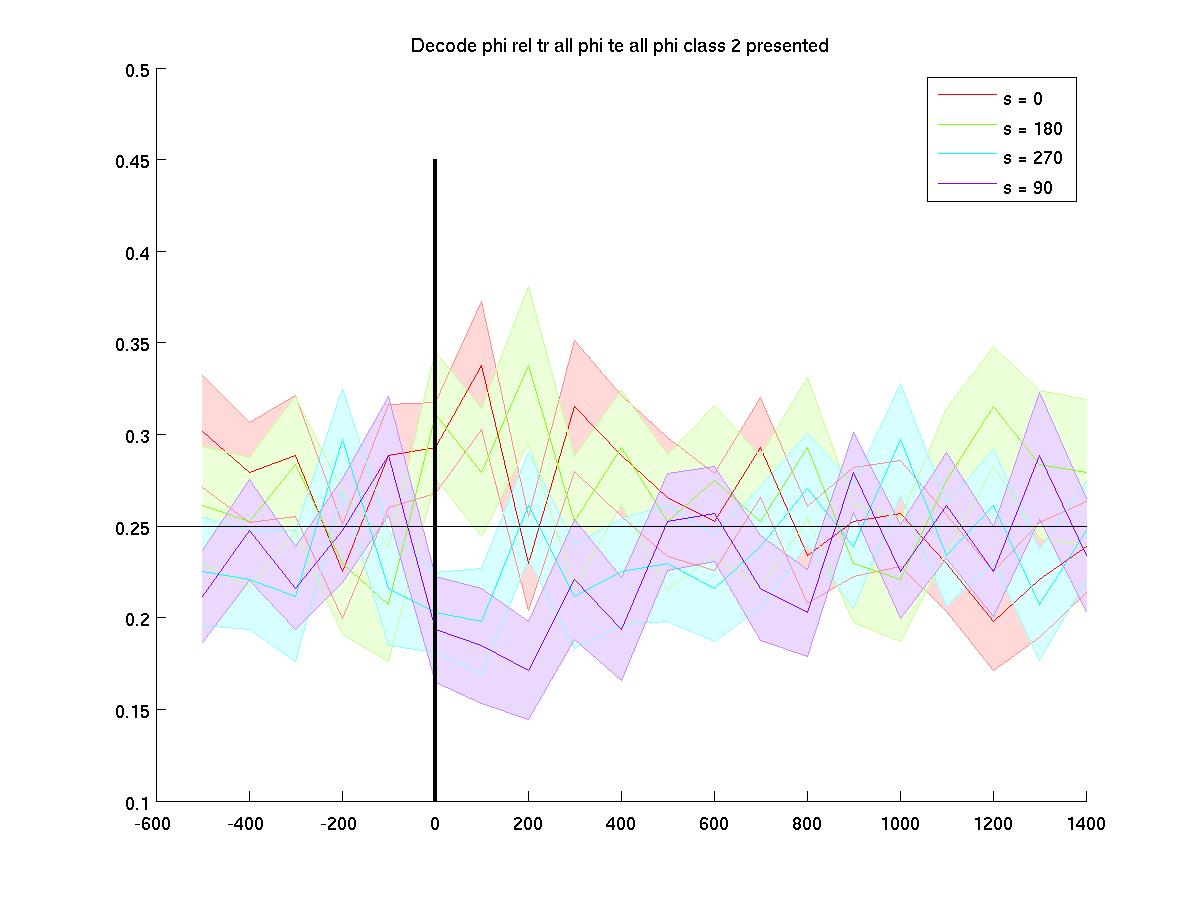 Decode phi rel tr all phi te all phi class 2 presented
s = 0
s = 180
s = 270
s = 90
0.5
0.45
0.4
0.35
0.3
0.25
0.2
0.15
0.1
-600 -400 -200 0 200 400 600 800 1000 1200 1400